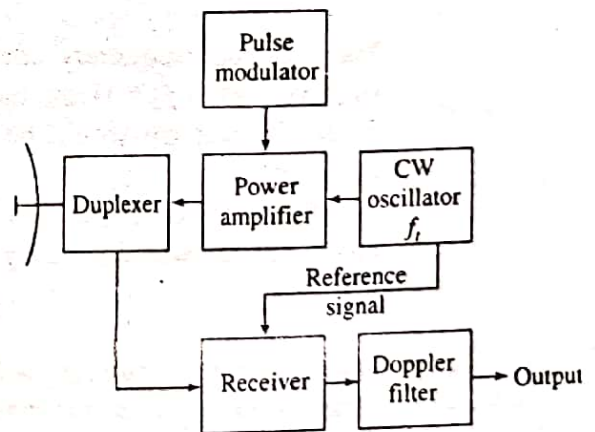 Pulse
modulator
Duplexer
Power
amplifier
CW
oscillator
f_t
Reference
signal
Receiver
Doppler
filter
Output